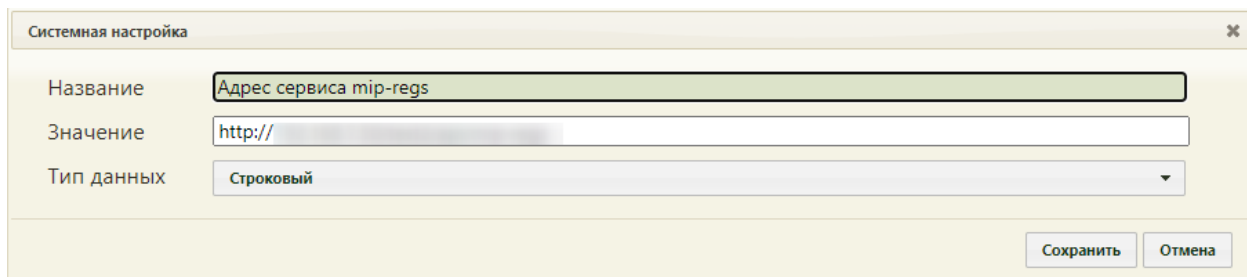 Системная настройка
Название Адрес сервиса mip-regs
Значение http://
Тип данных Строковый
Сохранить Отмена